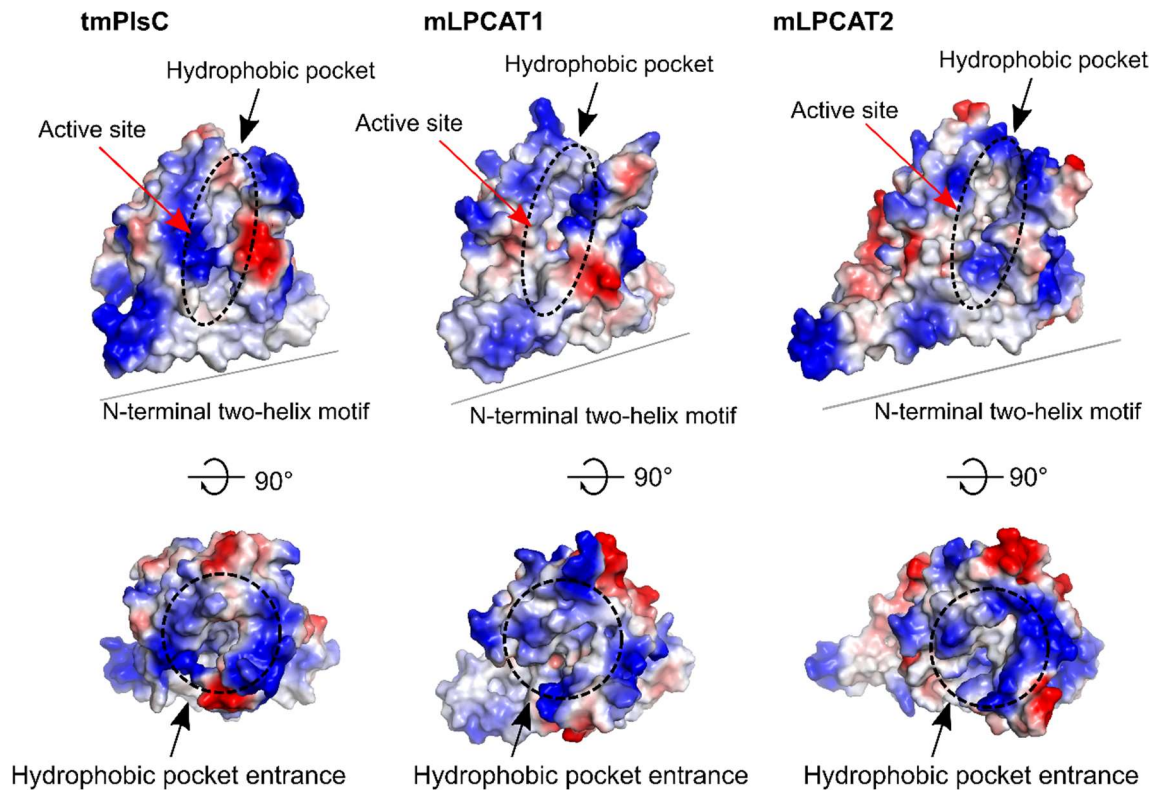 tmPlsC
mLPCAT1
mLPCAT2
Hydrophobic pocket
Hydrophobic pocket
Hydrophobic pocket
Active site
Active site
Active site
N-terminal two-helix motif
N-terminal two-helix motif
N-terminal two-helix motif
90°
90°
90°
Hydrophobic pocket entrance
Hydrophobic pocket entrance
Hydrophobic pocket entrance